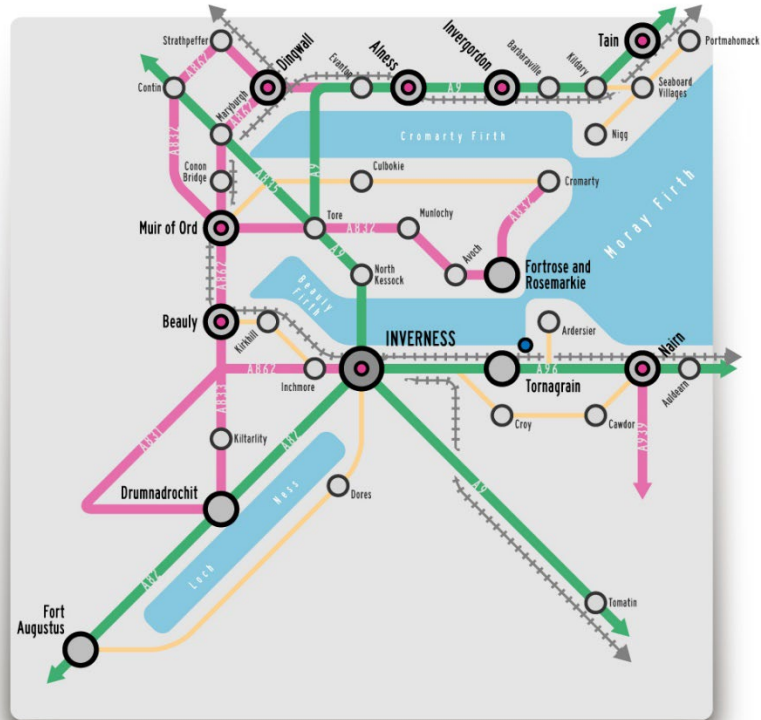 Strathpeffer
Dingwall
Evanton
Alness
Invergordon
Barbaraville
Kildary
Tain
Portmahomack
A862
Contin
Maryburgh
A862
A9
Seaboard
Villages
A832
Cromarty Firth
Nigg
Conon
Bridge
A835
A9
Culbokie
Cromarty
Moray Firth
Muir of Ord
Tore
A832
Munlochy
A832
A9
Avoch
Fortrose and
Rosemarkie
A862
North
Kessock
Beauly
Firth
Beauly
Kirkhill
INVERNESS
Ardersier
Nairn
A862
Inchmore
Tornagrain
A96
Auldearn
A833
Croy
Cawdor
A939
A831
Kiltarlity
A82
Drumnadrochit
Loch Ness
Dores
A9
A82
Tomatin
Fort
Augustus